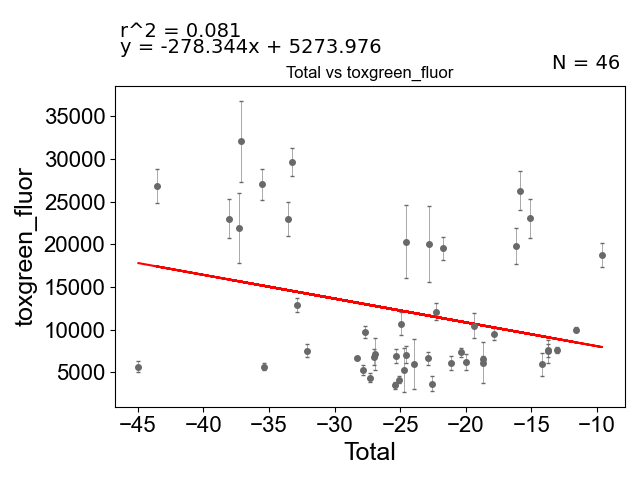 r^2 = 0.081
y = -278.344x + 5273.976
N = 46
Total vs toxgreen_fluor
35000
30000
25000
20000
15000
10000
5000
toxgreen_fluor
−45 −40 −35 −30 −25 −20 −15 −10
Total